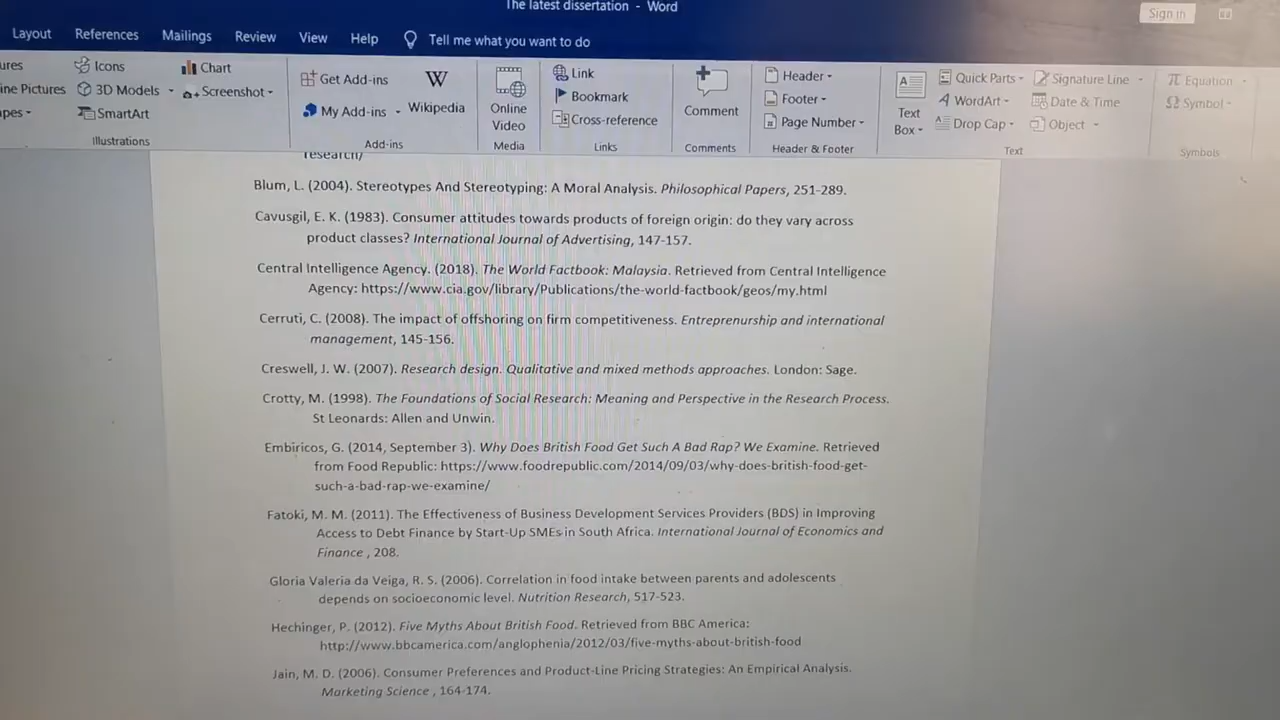 The latest dissertation - Word
Sign in
Layout References Mailings Review View Help Tell me what you want to do
Icons
Chart
ine Pictures
3D Models
Screenshot
SmartArt
Illustrations
Get Add-ins
My Add-ins
Wikipedia
Add-ins
Online
Video
Media
Link
Bookmark
Cross-reference
Links
Comment
Comments
Header
Footer
Page Number
Header & Footer
Text
Box
Quick Parts
WordArt
Drop Cap
Signature Line
Date & Time
Object
Text
Equation
Symbol
Symbols
research/
Blum, L. (2004). Stereotypes And Stereotyping: A Moral Analysis. Philosophical Papers, 251-289.
Cavusgil, E. K. (1983). Consumer attitudes towards products of foreign origin: do they vary across
product classes? International Journal of Advertising, 147-157.
Central Intelligence Agency. (2018). The World Factbook: Malaysia. Retrieved from Central Intelligence
Agency: https://www.cia.gov/library/Publications/the-world-factbook/geos/my.html
Cerruti, C. (2008). The impact of offshoring on firm competitiveness. Entreprenurship and international
management, 145-156.
Creswell, J. W. (2007). Research design. Qualitative and mixed methods approaches. London: Sage.
Crotty, M. (1998). The Foundations of Social Research: Meaning and Perspective in the Research Process.
St Leonards: Allen and Unwin.
Embiricos, G. (2014, September 3). Why Does British Food Get Such A Bad Rap? We Examine. Retrieved
from Food Republic: https://www.foodrepublic.com/2014/09/03/why-does-british-food-get-
such-a-bad-rap-we-examine/
Fatoki, M. M. (2011). The Effectiveness of Business Development Services Providers (BDS) in Improving
Access to Debt Finance by Start-Up SMEs in South Africa. International Journal of Economics and
Finance , 208.
Gloria Valeria da Veiga, R. S. (2006). Correlation in food intake between parents and adolescents
depends on socioeconomic level. Nutrition Research, 517-523.
Hechinger, P. (2012). Five Myths About British Food. Retrieved from BBC America:
http://www.bbcamerica.com/anglophenia/2012/03/five-myths-about-british-food
Jain, M. D. (2006). Consumer Preferences and Product-Line Pricing Strategies: An Empirical Analysis.
Marketing Science , 164-174.